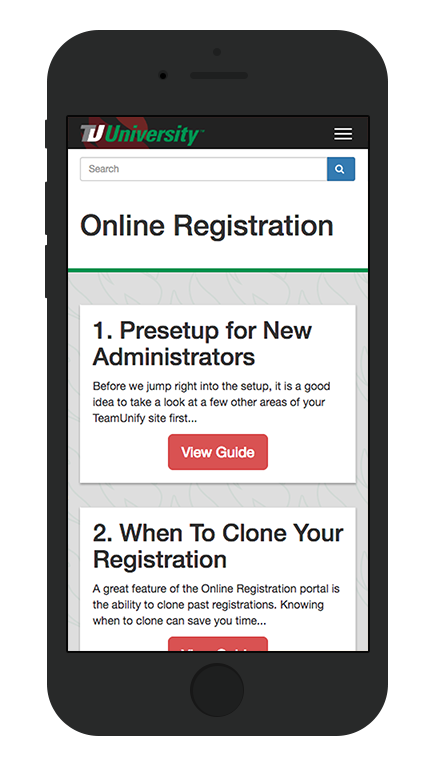 TU University™
Search
Online Registration
1. Presetup for New
Administrators
Before we jump right into the setup, it is a good
idea to take a look at a few other areas of your
TeamUnify site first...
View Guide
2. When To Clone Your
Registration
A great feature of the Online Registration portal is
the ability to clone past registrations. Knowing
when to clone can save you time...
View Guide